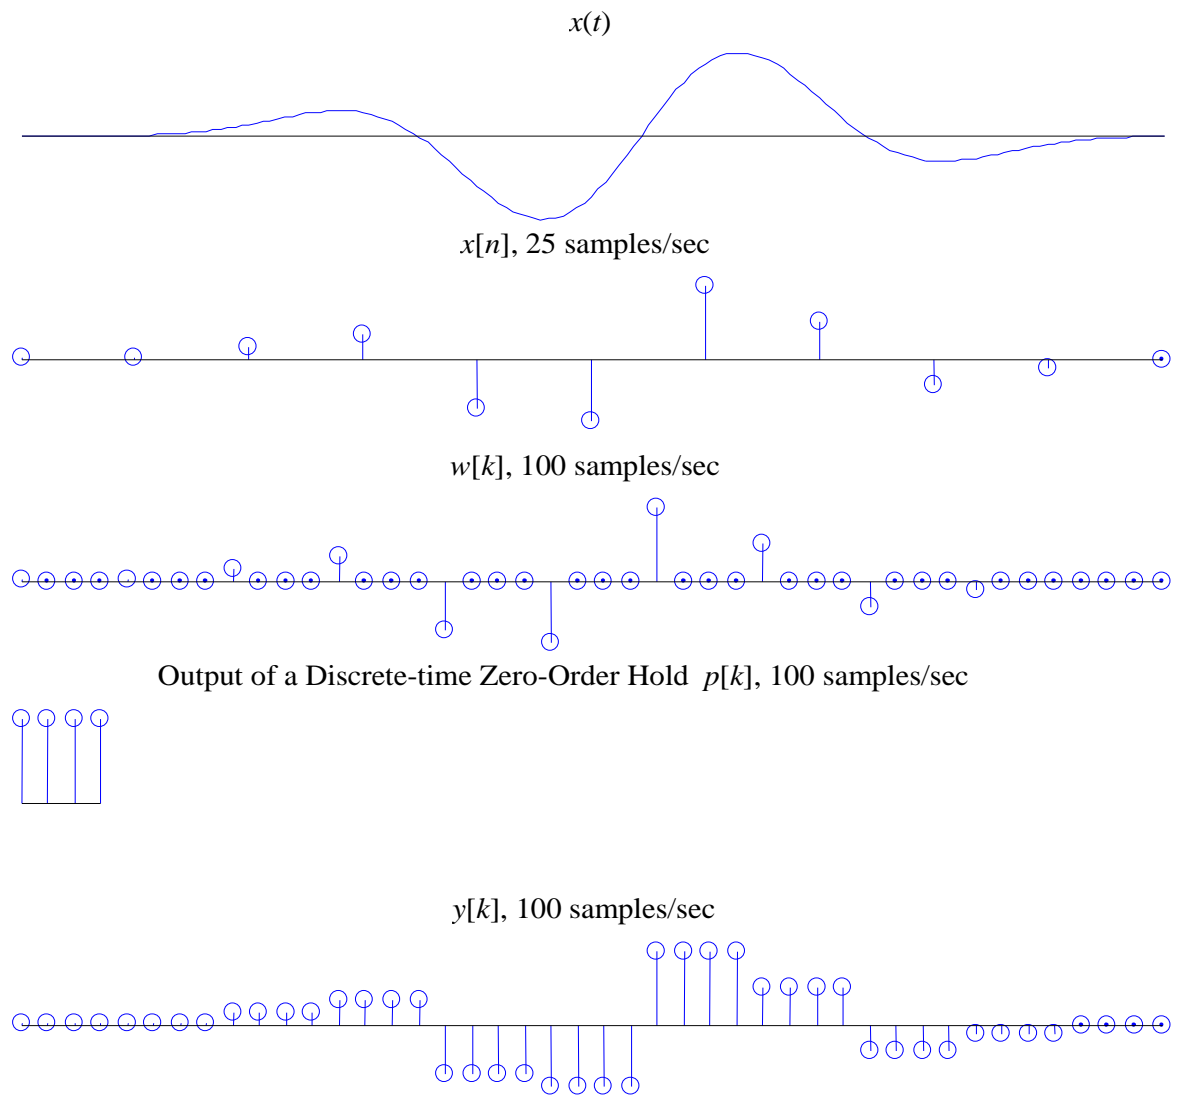 x(t)
x[n], 25 samples/sec
w[k], 100 samples/sec
Output of a Discrete-time Zero-Order Hold p[k], 100 samples/sec
y[k], 100 samples/sec